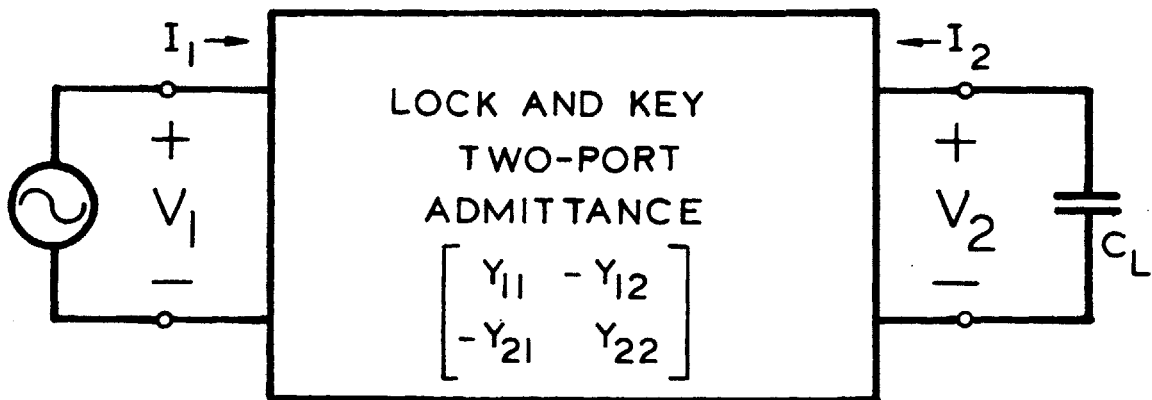 I1
I2
LOCK AND KEY
TWO-PORT
ADMITTANCE
Y11 -Y12
-Y21 Y22
+
V1
−
+
V2
−
CL